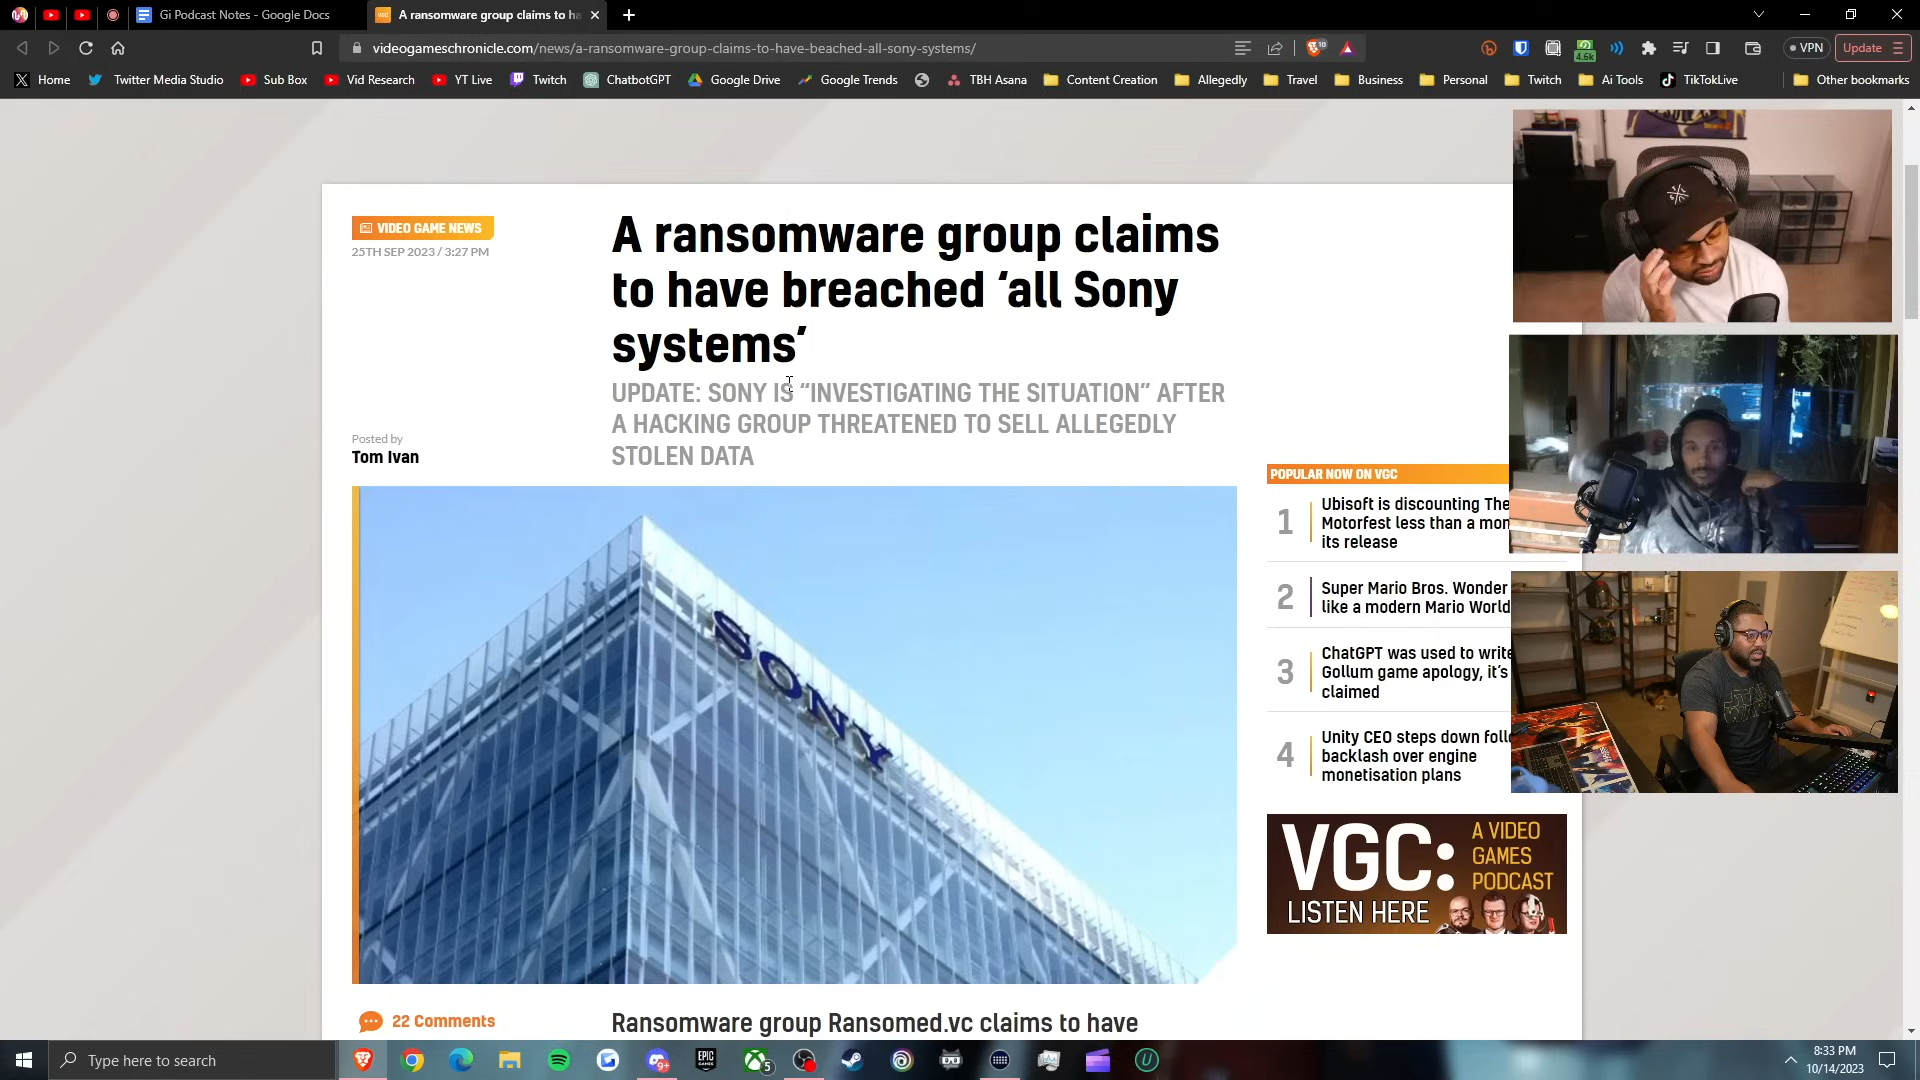 Gi Podcast Notes - Google Docs
A ransomware group claims to ha
videogameschronicle.com/news/a-ransomware-group-claims-to-have-beached-all-sony-systems/
VPN
Update
Home
Twitter Media Studio
Sub Box
Vid Research
YT Live
Twitch
ChatbotGPT
Google Drive
Google Trends
TBH Asana
Content Creation
Allegedly
Travel
Business
Personal
Twitch
Ai Tools
TikTokLive
Other bookmarks
VIDEO GAME NEWS
25TH SEP 2023 / 3:27 PM
A ransomware group claims
to have breached ‘all Sony
systems’
UPDATE: SONY IS “INVESTIGATING THE SITUATION” AFTER
A HACKING GROUP THREATENED TO SELL ALLEGEDLY
STOLEN DATA
Posted by
Tom Ivan
SONY
POPULAR NOW ON VGC
1
Ubisoft is discounting The
Motorfest less than a mon
its release
2
Super Mario Bros. Wonder
like a modern Mario World
3
ChatGPT was used to write
Gollum game apology, it’s
claimed
4
Unity CEO steps down follo
backlash over engine
monetisation plans
VGC:
A VIDEO
GAMES
PODCAST
LISTEN HERE
STAR
22 Comments
Ransomware group Ransomed.vc claims to have
Type here to search
EPIC
GAMES
9+
5
8:33 PM
10/14/2023